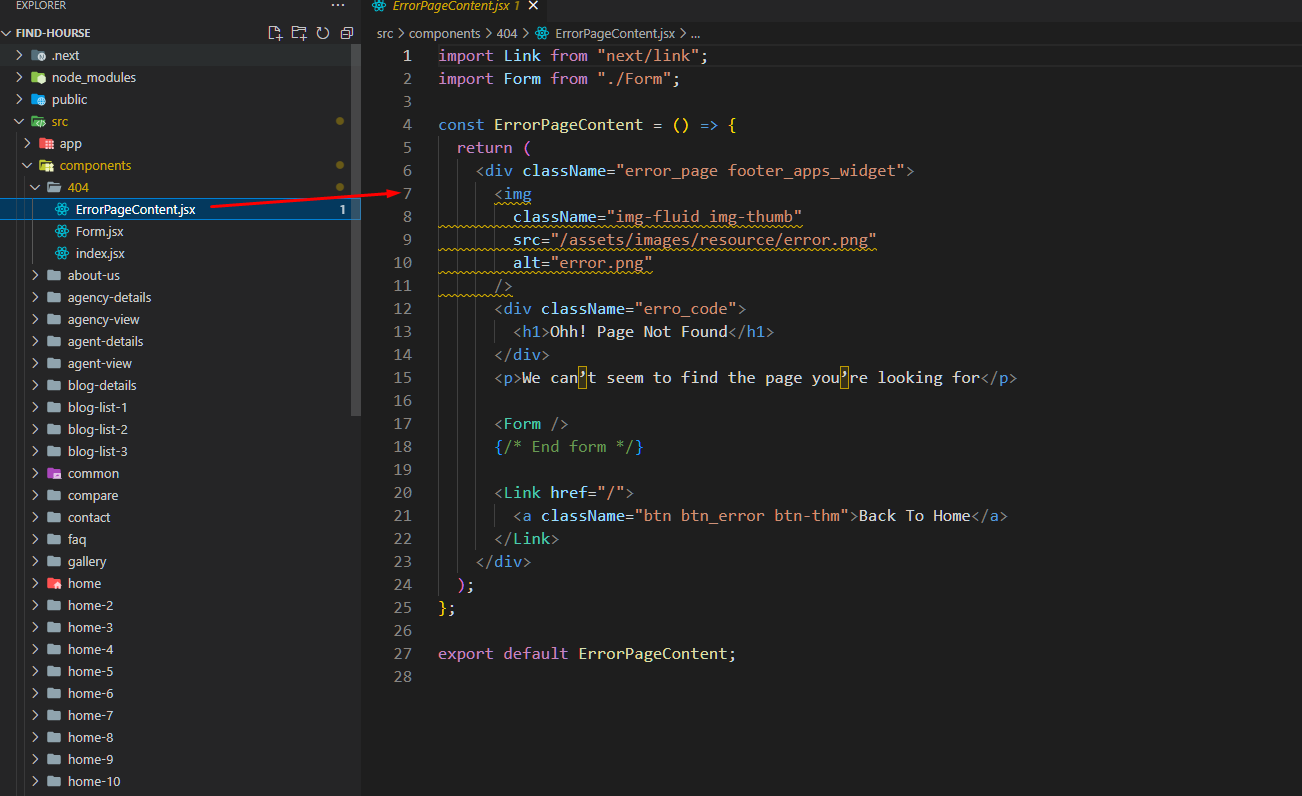 EXPLORER
FIND-HOURSE
.next
node_modules
public
src
app
components
404
ErrorPageContent.jsx 1
Form.jsx
index.jsx
about-us
agency-details
agency-view
agent-details
agent-view
blog-details
blog-list-1
blog-list-2
blog-list-3
common
compare
contact
faq
gallery
home
home-2
home-3
home-4
home-5
home-6
home-7
home-8
home-9
home-10
ErrorPageContent.jsx 1
src > components > 404 > ErrorPageContent.jsx > ...
1 import Link from "next/link";
2 import Form from "./Form";
3
4 const ErrorPageContent = () => {
5 return (
6 <div className="error_page footer_apps_widget">
7 <img
8 className="img-fluid img-thumb"
9 src="/assets/images/resource/error.png"
10 alt="error.png"
11 />
12 <div className="erro_code">
13 <h1>Ohh! Page Not Found</h1>
14 </div>
15 <p>We can’t seem to find the page you’re looking for</p>
16
17 <Form />
18 {/* End form */}
19
20 <Link href="/">
21 <a className="btn btn_error btn-thm">Back To Home</a>
22 </Link>
23 </div>
24 );
25 };
26
27 export default ErrorPageContent;
28